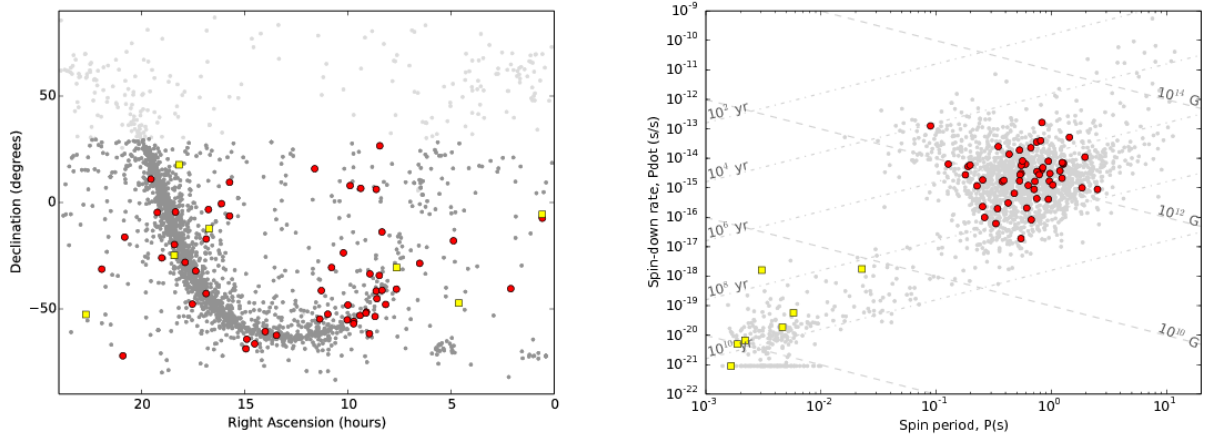 50
0
−50
Declination (degrees)
20
15
10
5
0
Right Ascension (hours)
10⁻⁹
10⁻¹⁰
10⁻¹¹
10⁻¹²
10⁻¹³
10⁻¹⁴
10⁻¹⁵
10⁻¹⁶
10⁻¹⁷
10⁻¹⁸
10⁻¹⁹
10⁻²⁰
10⁻²¹
10⁻²²
Spin-down rate, Pdot (s/s)
10² yr
10⁴ yr
10⁶ yr
10⁸ yr
10¹⁰ yr
10¹⁴ G
10¹² G
10¹⁰ G
10⁻³
10⁻²
10⁻¹
10⁰
10¹
Spin period, P(s)